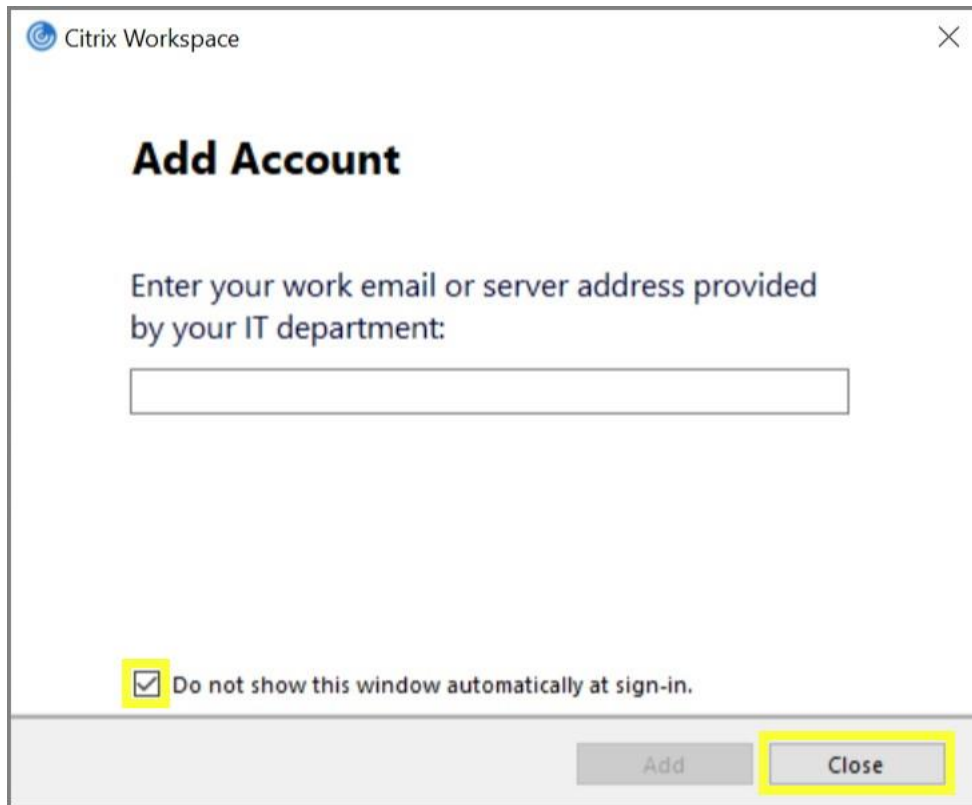 Citrix Workspace
Add Account
Enter your work email or server address provided
by your IT department:
Do not show this window automatically at sign-in.
Add
Close